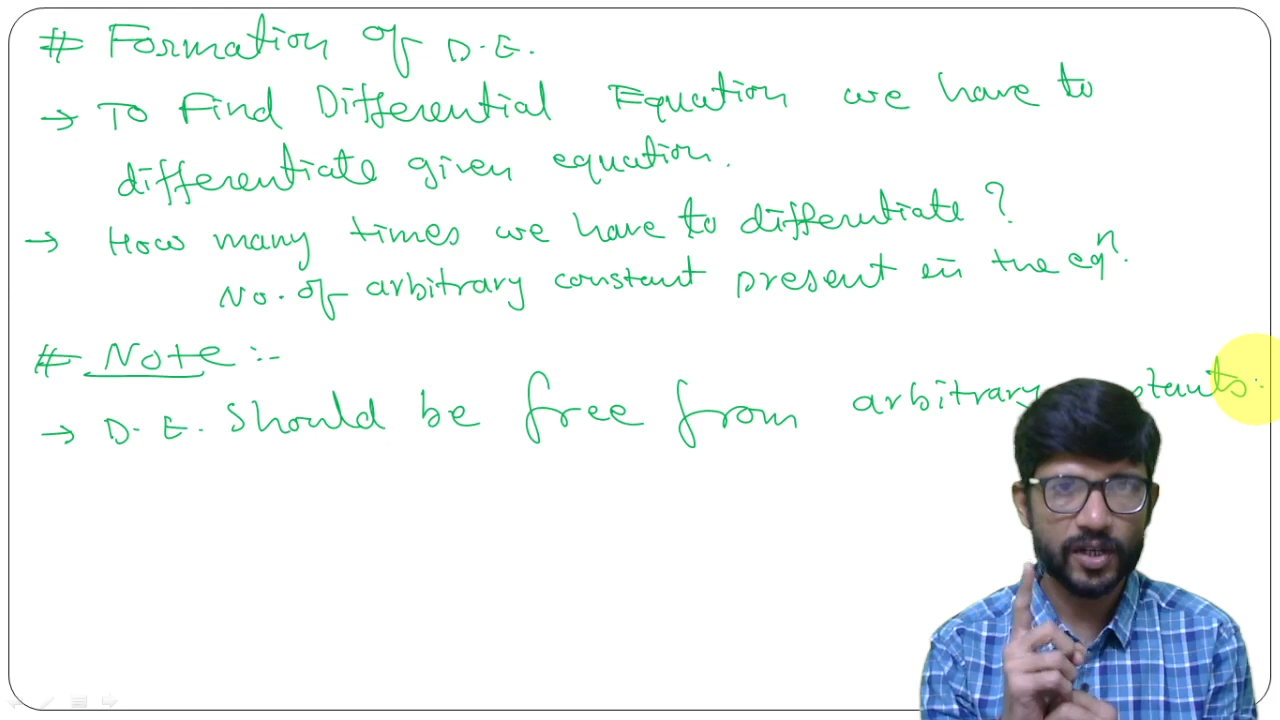 # Formation of D.E.
→ To Find Differential Equation we have to
differentiate given equation.
→ How many times we have to differentiate?
No. of arbitrary constant present in the eqn.
# Note :-
→ D.E. Should be free from arbitrary